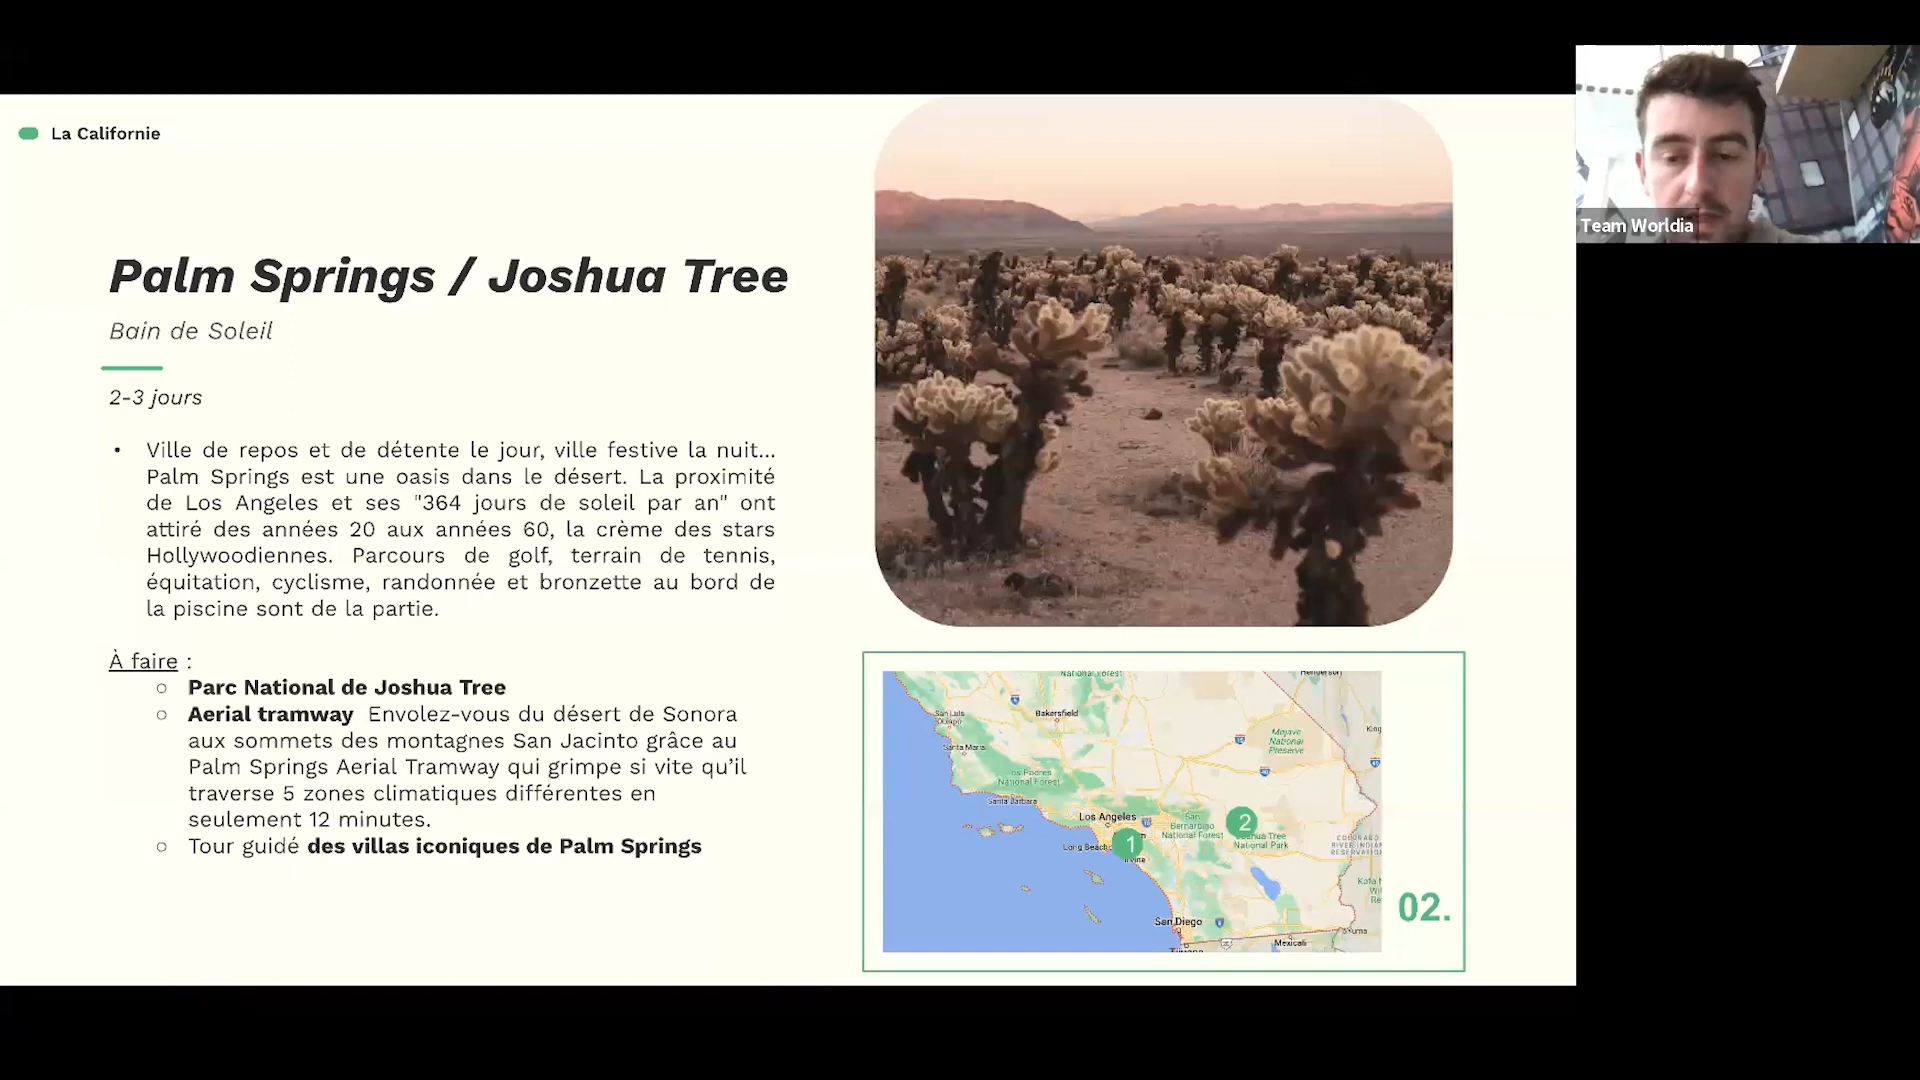 La Californie
Team Worldia
Palm Springs / Joshua Tree
Bain de Soleil
2-3 jours
• Ville de repos et de détente le jour, ville festive la nuit...
Palm Springs est une oasis dans le désert. La proximité
de Los Angeles et ses "364 jours de soleil par an" ont
attiré des années 20 aux années 60, la crème des stars
Hollywoodiennes. Parcours de golf, terrain de tennis,
équitation, cyclisme, randonnée et bronzette au bord de
la piscine sont de la partie.
À faire :
○ Parc National de Joshua Tree
○ Aerial tramway Envolez-vous du désert de Sonora
aux sommets des montagnes San Jacinto grâce au
Palm Springs Aerial Tramway qui grimpe si vite qu’il
traverse 5 zones climatiques différentes en
seulement 12 minutes.
○ Tour guidé des villas iconiques de Palm Springs
National Forest
Henderson
San Luis
Obispo
Bakersfield
Santa Maria
Mojave
National
Preserve
King
Los Padres
National Forest
Santa Barbara
Los Angeles
San
Bernardino
National Forest
2
Joshua Tree
National Park
COLORADO
RIVER INDIAN
RESERVATION
Long Beach
1
Irvine
San Diego
Mexicali
Yuma
Tijuana
02.